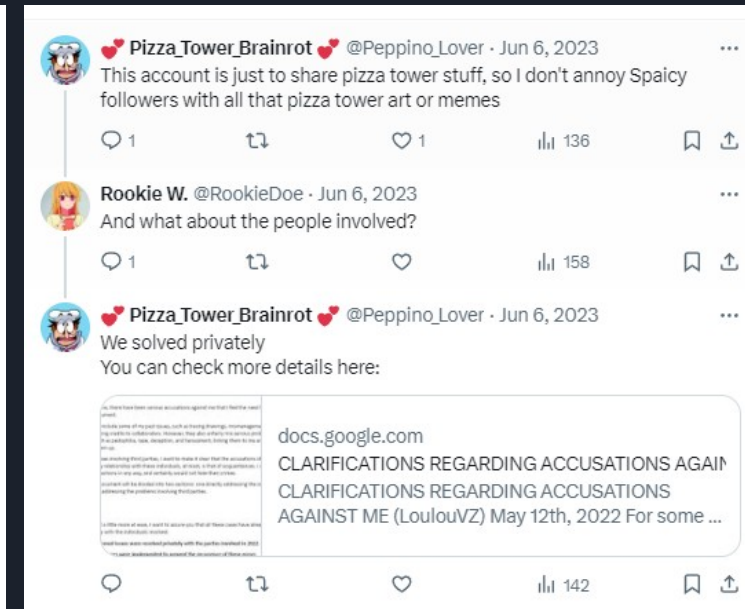 💕 Pizza_Tower_Brainrot 💕 @Peppino_Lover · Jun 6, 2023
This account is just to share pizza tower stuff, so I don't annoy Spaicy
followers with all that pizza tower art or memes
1 1 136
Rookie W. @RookieDoe · Jun 6, 2023
And what about the people involved?
1 158
💕 Pizza_Tower_Brainrot 💕 @Peppino_Lover · Jun 6, 2023
We solved privately
You can check more details here:
docs.google.com
CLARIFICATIONS REGARDING ACCUSATIONS AGAIN
CLARIFICATIONS REGARDING ACCUSATIONS
AGAINST ME (LoulouVZ) May 12th, 2022 For some ...
142